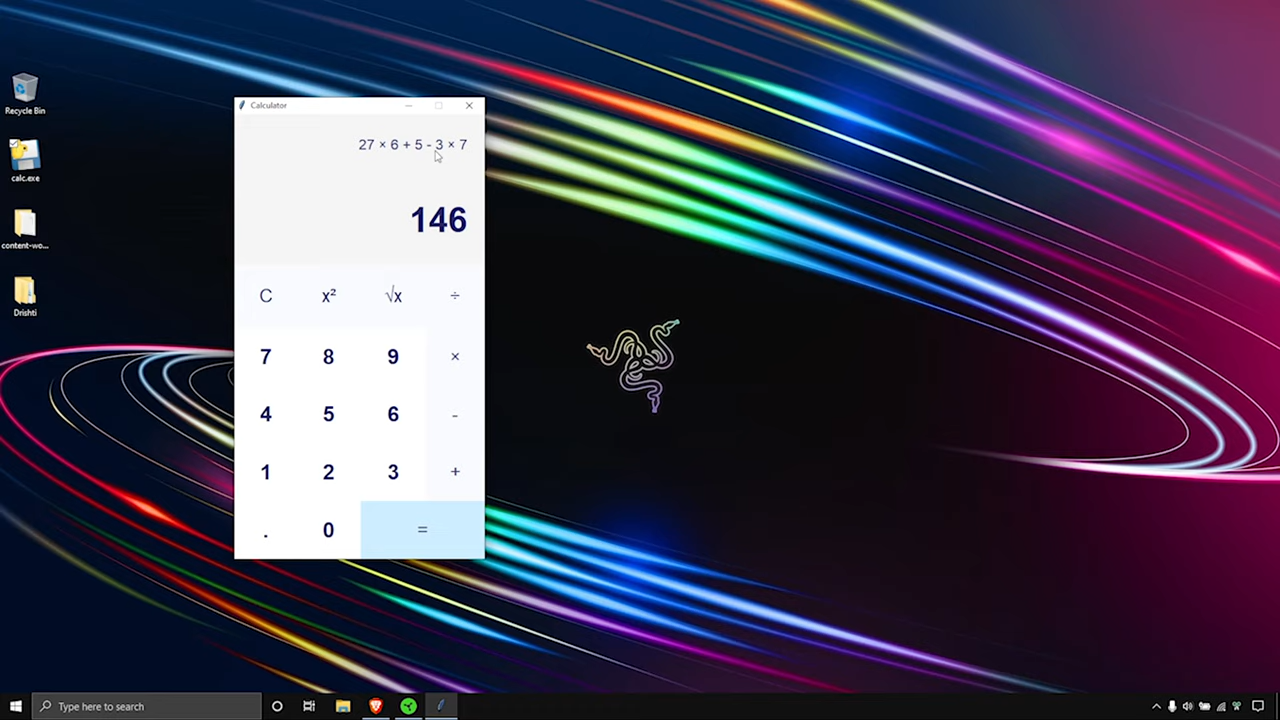 Recycle Bin
calc.exe
content-wo...
Drishti
Calculator
27 × 6 + 5 - 3 × 7
146
C x² √x ÷
7 8 9 ×
4 5 6 -
1 2 3 +
. 0 =
Type here to search